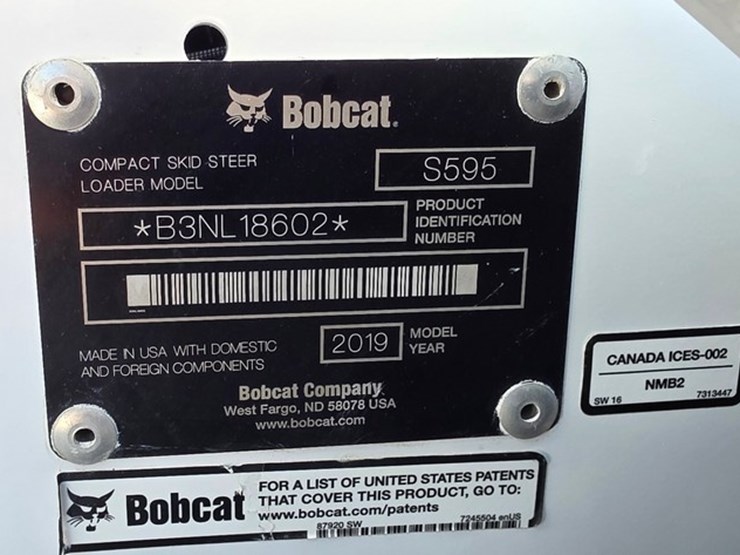 Bobcat.
COMPACT SKID STEER
LOADER MODEL
S595
*B3NL18602*
PRODUCT
IDENTIFICATION
NUMBER
MADE IN USA WITH DOMESTIC
AND FOREIGN COMPONENTS
2019
MODEL
YEAR
Bobcat Company
West Fargo, ND 58078 USA
www.bobcat.com
CANADA ICES-002
NMB2
SW 16
7313447
Bobcat
FOR A LIST OF UNITED STATES PATENTS
THAT COVER THIS PRODUCT, GO TO:
www.bobcat.com/patents
87920 SW
7245504 enUS